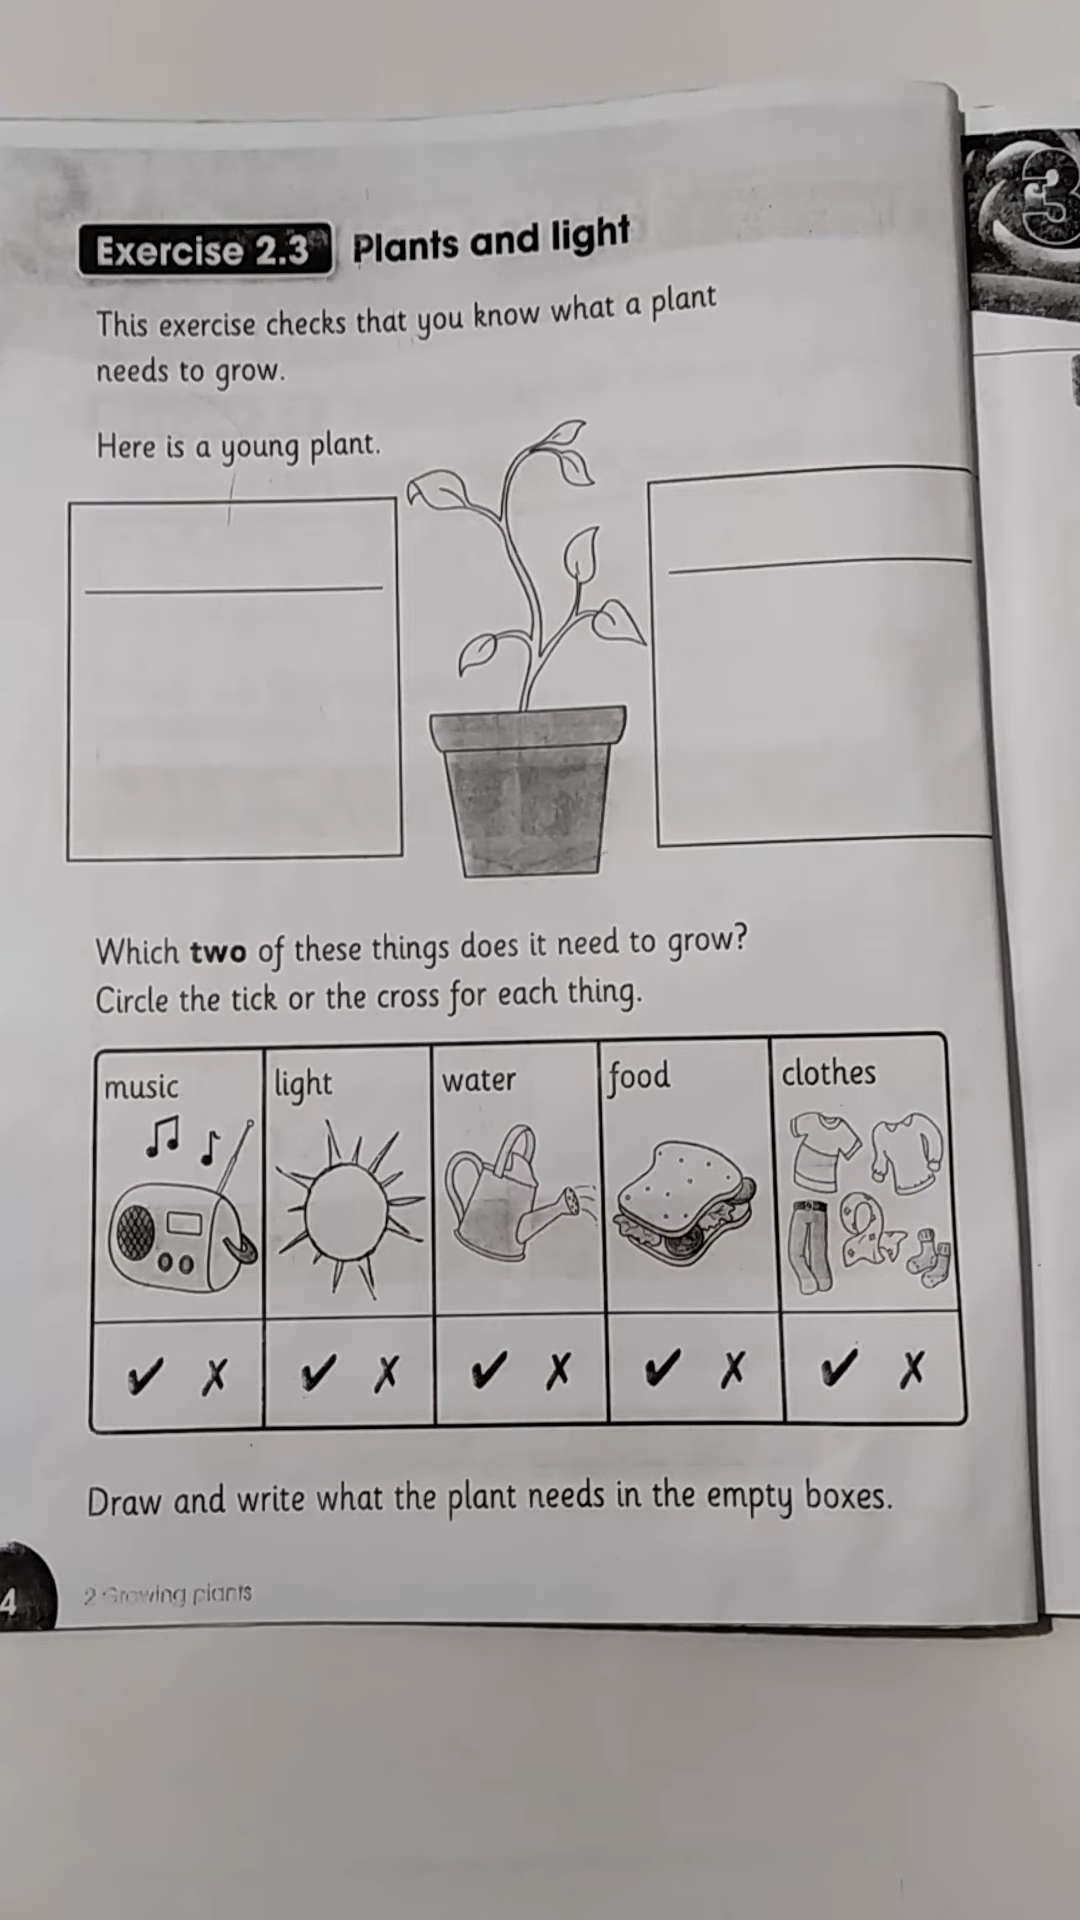 3
Exercise 2.3 Plants and light
This exercise checks that you know what a plant
needs to grow.
Here is a young plant.
Which two of these things does it need to grow?
Circle the tick or the cross for each thing.
music light water food clothes
✔ ✗ ✔ ✗ ✔ ✗ ✔ ✗ ✔ ✗
Draw and write what the plant needs in the empty boxes.
4 2 Growing plants